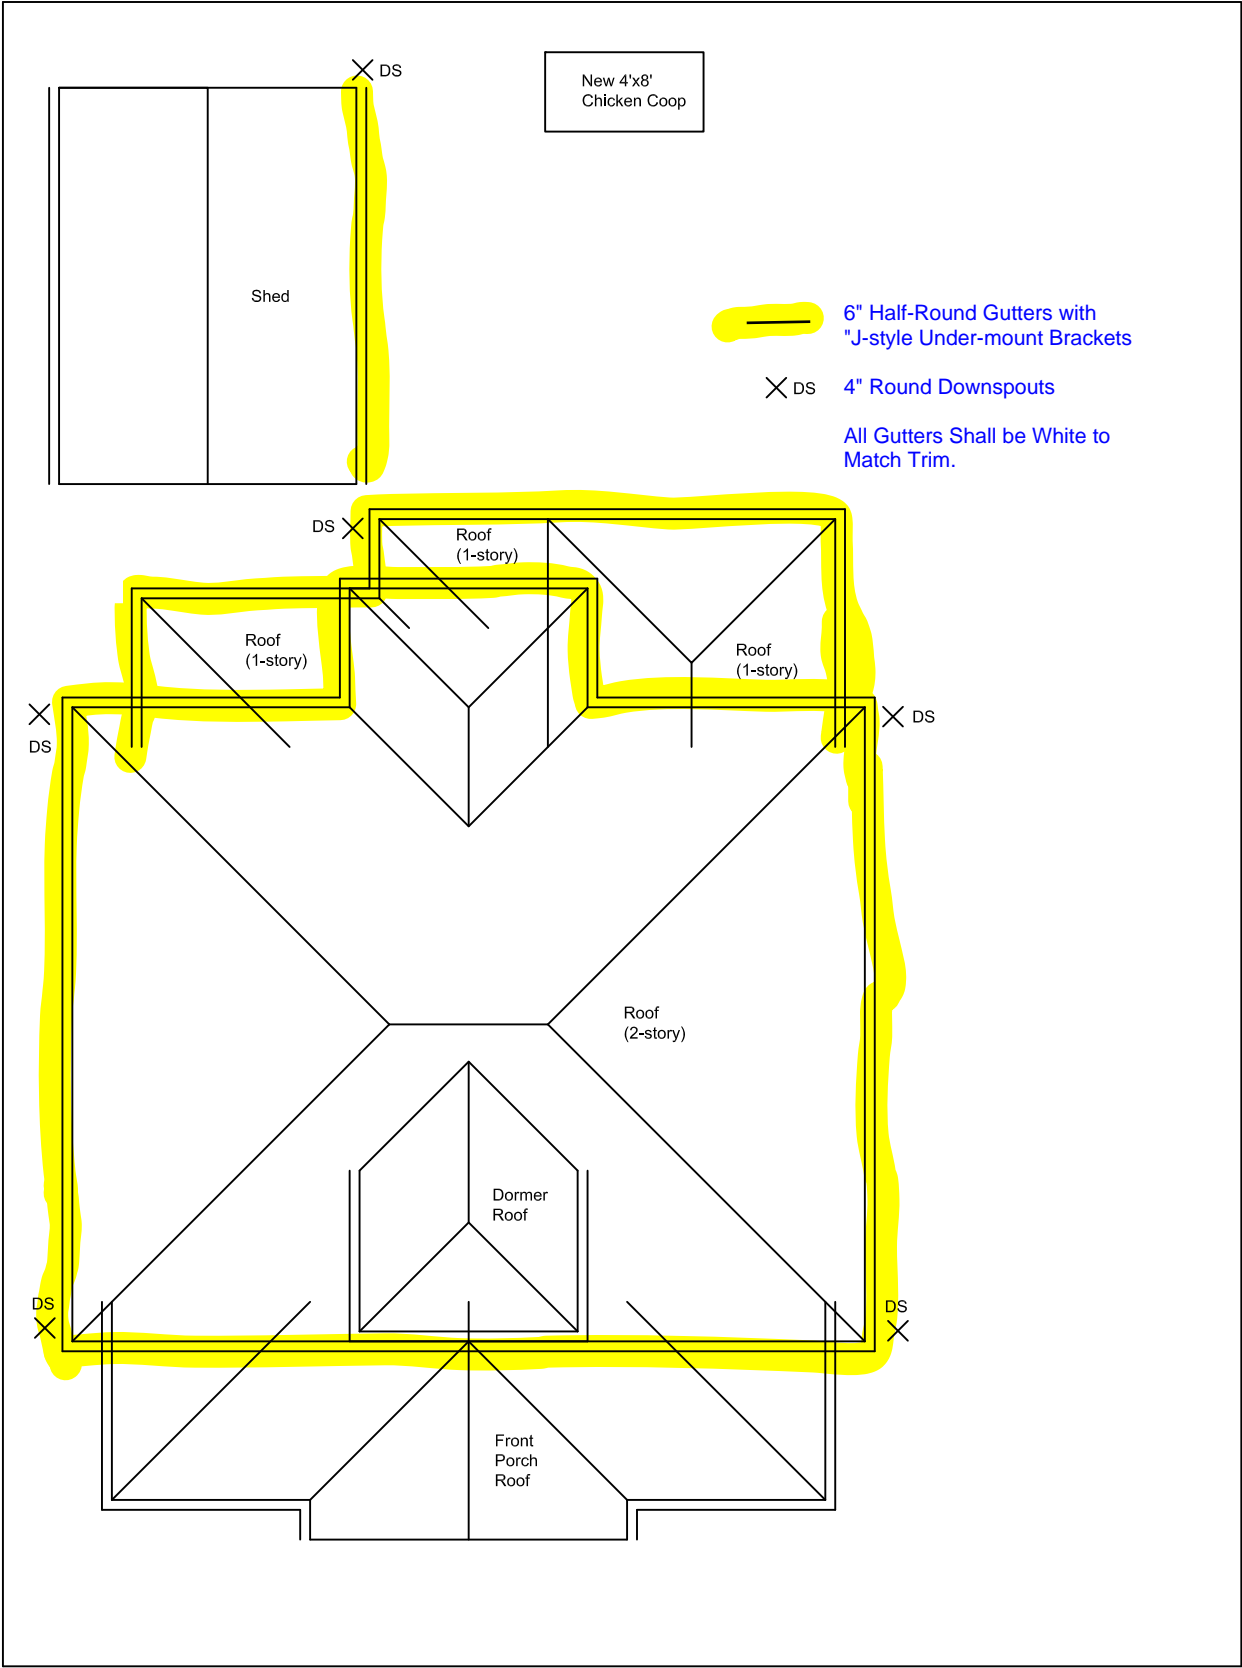 DS
New 4'x8'
Chicken Coop
Shed
6" Half-Round Gutters with
"J-style Under-mount Brackets
DS
4" Round Downspouts
All Gutters Shall be White to
Match Trim.
DS
Roof
(1-story)
Roof
(1-story)
Roof
(1-story)
DS
DS
Roof
(2-story)
Dormer
Roof
DS
DS
Front
Porch
Roof